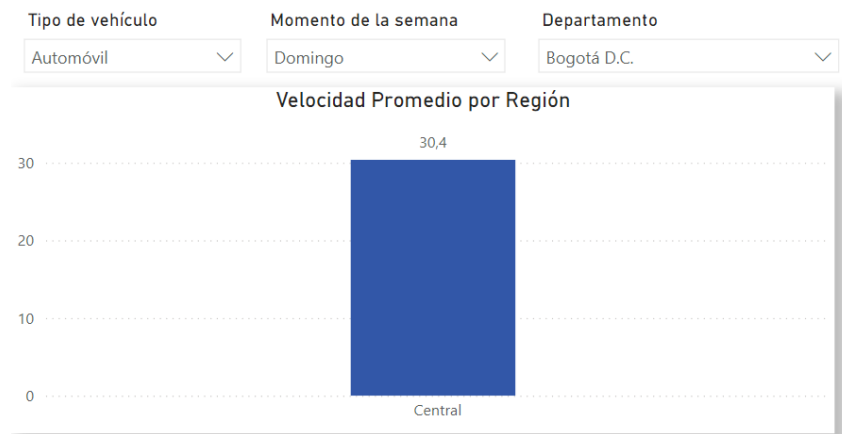 Tipo de vehículo Momento de la semana Departamento
Automóvil Domingo Bogotá D.C.
Velocidad Promedio por Región
30,4
30
20
10
0
Central